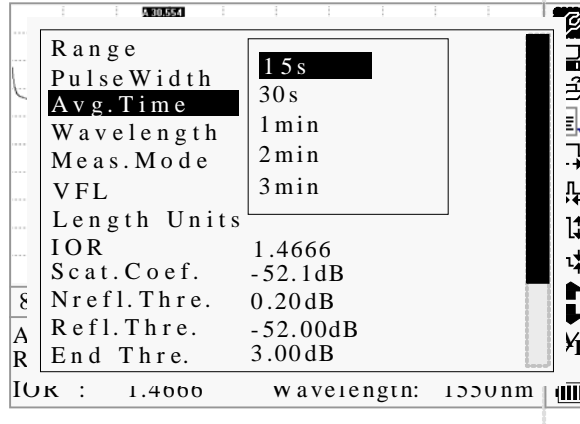 A 30.554
Range
PulseWidth
Avg.Time
Wavelength
Meas.Mode
VFL
Length Units
15s
30s
1min
2min
3min
IOR 1.4666
Scat.Coef. -52.1dB
Nrefl.Thre. 0.20dB
Refl.Thre. -52.00dB
End Thre. 3.00dB
8
A
R
IOR : 1.4666 Wavelength: 1550nm